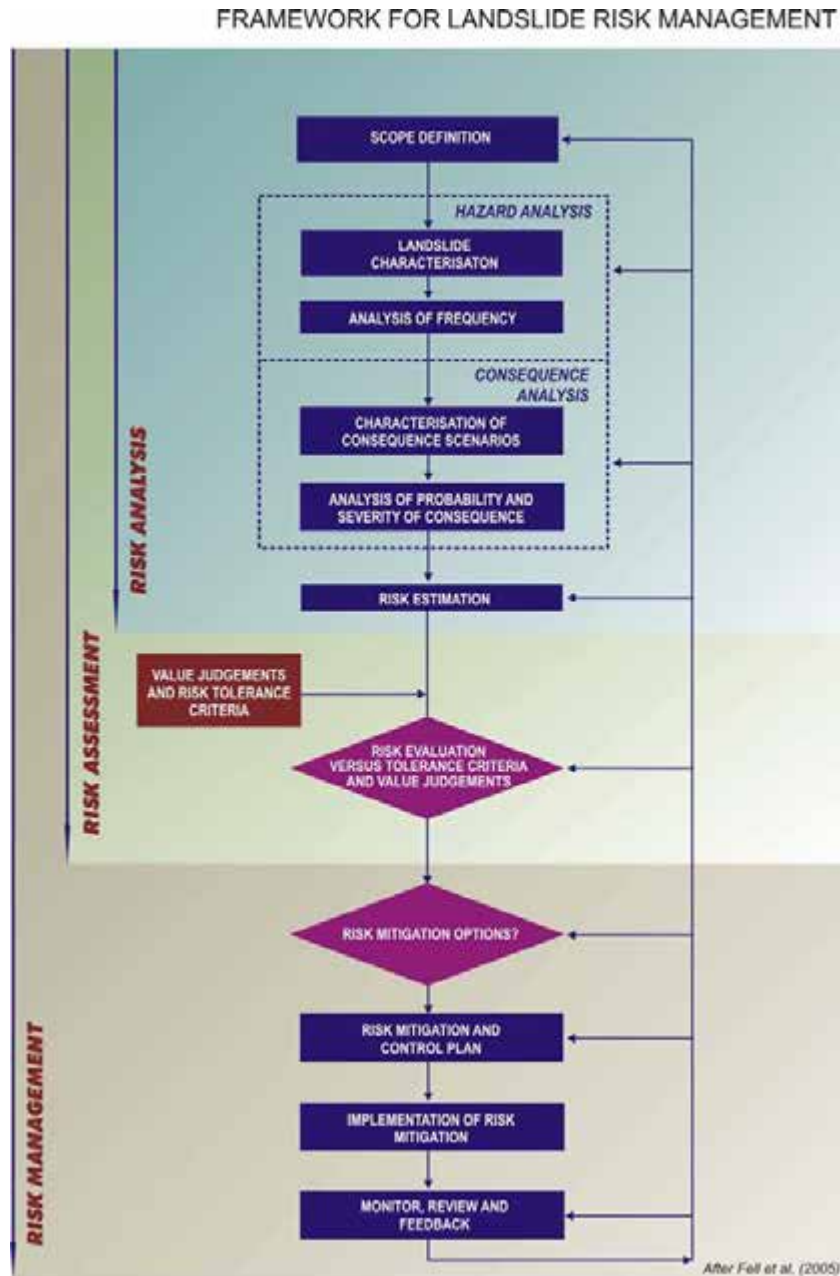 FRAMEWORK FOR LANDSLIDE RISK MANAGEMENT
SCOPE DEFINITION
HAZARD ANALYSIS
LANDSLIDE
CHARACTERISATON
ANALYSIS OF FREQUENCY
CONSEQUENCE
ANALYSIS
CHARACTERISATION OF
CONSEQUENCE SCENARIOS
ANALYSIS OF PROBABILITY AND
SEVERITY OF CONSEQUENCE
RISK ESTIMATION
RISK ANALYSIS
VALUE JUDGEMENTS
AND RISK TOLERANCE
CRITERIA
RISK EVALUATION
VERSUS TOLERANCE CRITERIA
AND VALUE JUDGEMENTS
RISK ASSESSMENT
RISK MITIGATION OPTIONS?
RISK MITIGATION AND
CONTROL PLAN
IMPLEMENTATION OF RISK
MITIGATION
MONITOR, REVIEW AND
FEEDBACK
RISK MANAGEMENT
After Fell et al. (2005)